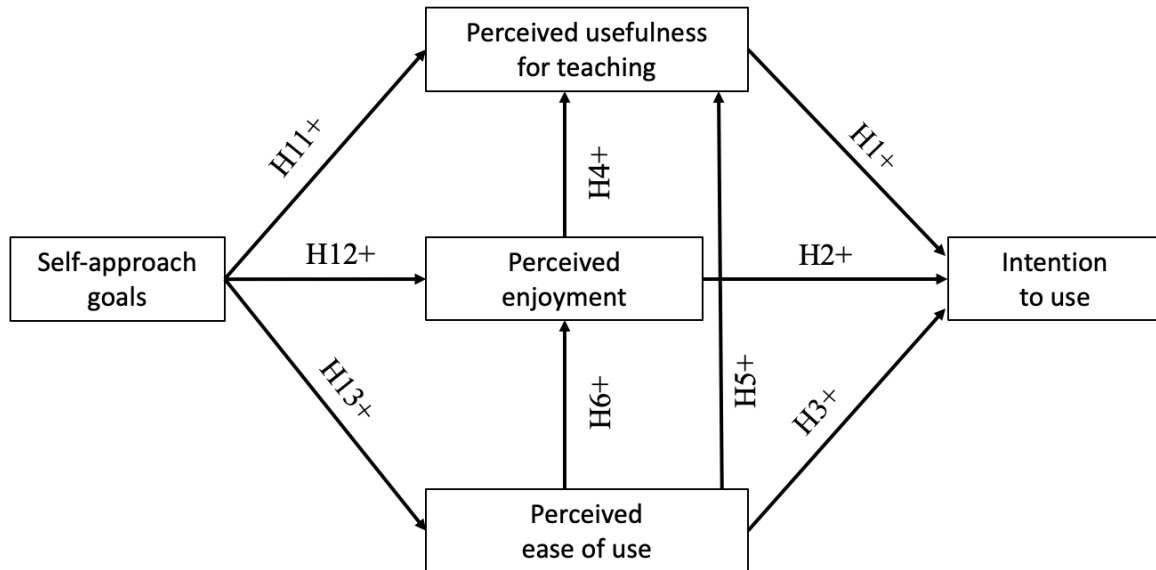 Perceived usefulness
for teaching
H11+
H4+
H1+
Self-approach
goals
H12+
Perceived
enjoyment
H2+
Intention
to use
H13+
H6+
H5+
H3+
Perceived
ease of use